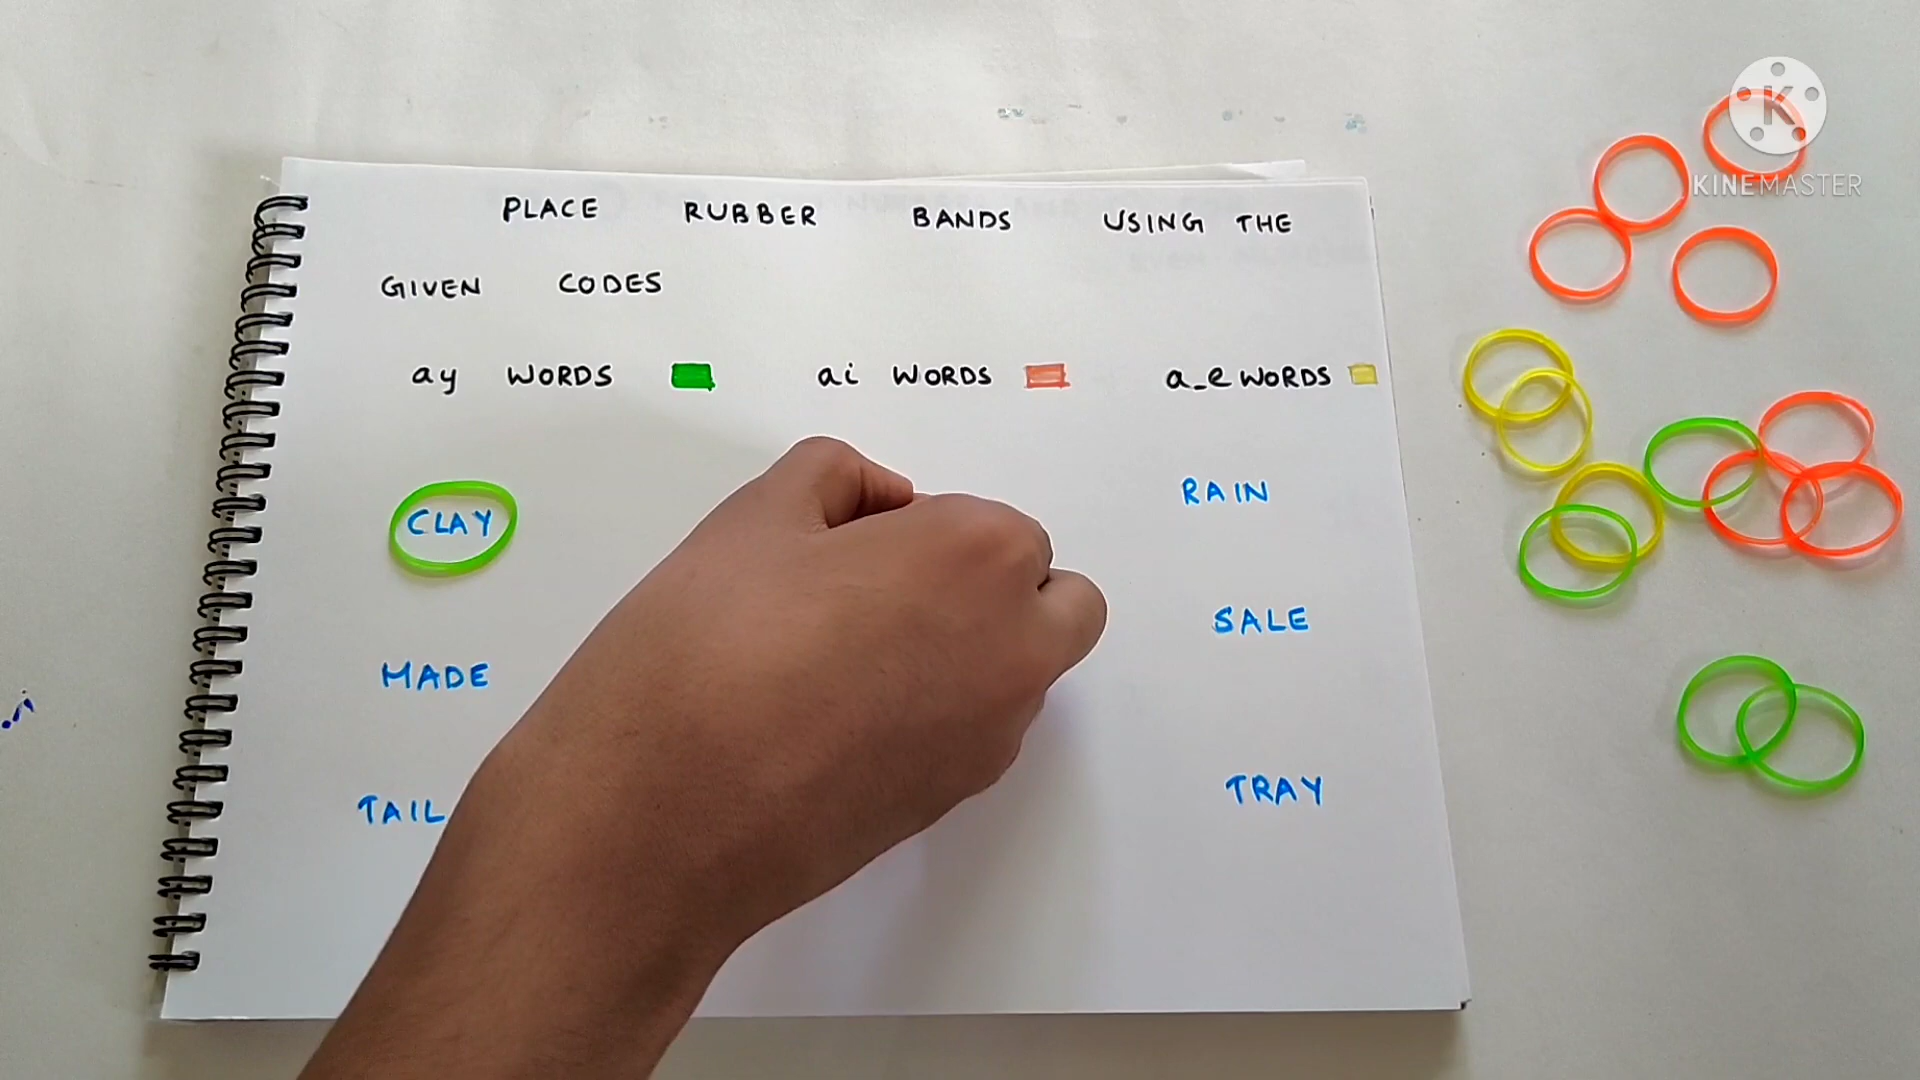 K
KINEMASTER
PLACE RUBBER BANDS USING THE
GIVEN CODES
ay WORDS ai WORDS a_e WORDS
CLAY RAIN
MADE SALE
TAIL TRAY